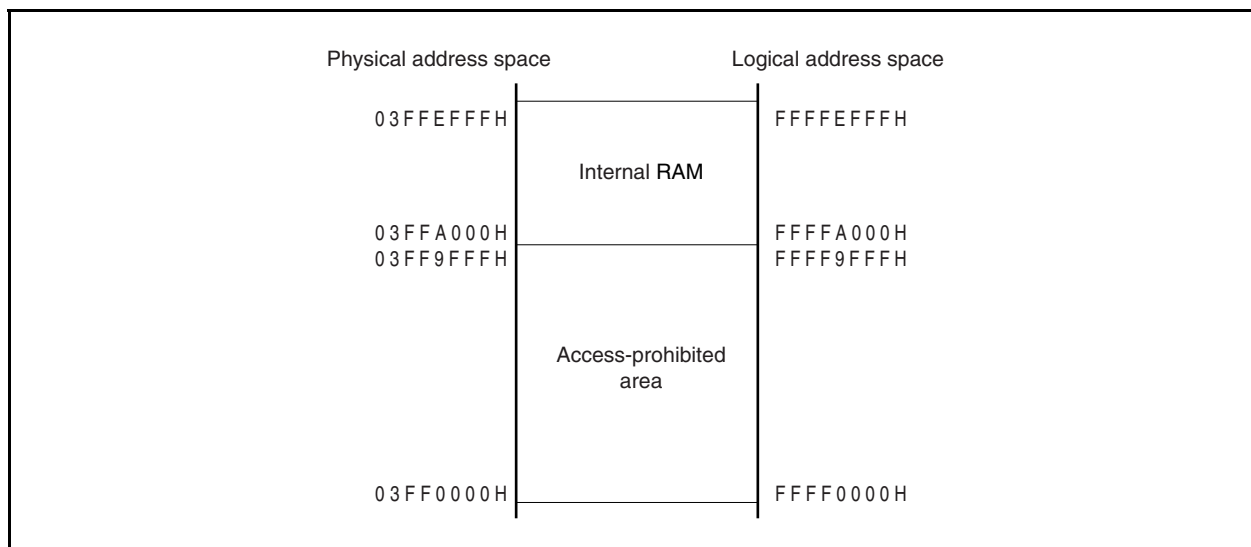 Physical address space Logical address space
03FFEFFFH FFFFEFFFH
Internal RAM
03FFA000H FFFFA000H
03FF9FFFH FFFF9FFFH
Access-prohibited
area
03FF0000H FFFF0000H